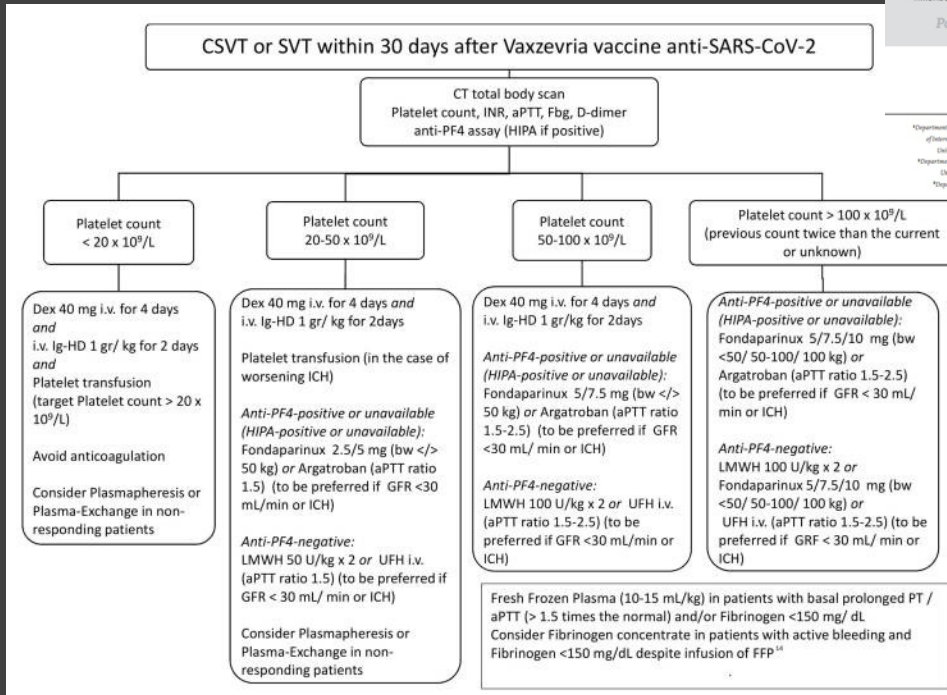 CSVT or SVT within 30 days after Vaxzevria vaccine anti-SARS-CoV-2
CT total body scan
Platelet count, INR, aPTT, Fbg, D-dimer
anti-PF4 assay (HIPA if positive)
Platelet count
< 20 x 10⁹/L
Dex 40 mg i.v. for 4 days
and
i.v. Ig-HD 1 gr/ kg for 2 days
and
Platelet transfusion
(target Platelet count > 20 x
10⁹/L)
Avoid anticoagulation
Consider Plasmapheresis or
Plasma-Exchange in non-
responding patients
Platelet count
20-50 x 10⁹/L
Dex 40 mg i.v. for 4 days and
i.v. Ig-HD 1 gr/ kg for 2days
Platelet transfusion (in the case of
worsening ICH)
Anti-PF4-positive or unavailable
(HIPA-positive or unavailable):
Fondaparinux 2.5/5 mg (bw </>
50 kg) or Argatroban (aPTT ratio
1.5) (to be preferred if GFR <30
mL/min or ICH)
Anti-PF4-negative:
LMWH 50 U/kg x 2 or UFH i.v.
(aPTT ratio 1.5) (to be preferred if
GFR < 30 mL/ min or ICH)
Consider Plasmapheresis or
Plasma-Exchange in non-
responding patients
Platelet count
50-100 x 10⁹/L
Dex 40 mg i.v. for 4 days and
i.v. Ig-HD 1 gr/kg for 2days
Anti-PF4-positive or unavailable
(HIPA-positive or unavailable):
Fondaparinux 5/7.5 mg (bw </>
50 kg) or Argatroban (aPTT ratio
1.5-2.5) (to be preferred if GFR
<30 mL/ min or ICH)
Anti-PF4-negative:
LMWH 100 U/kg x 2 or UFH i.v.
(aPTT ratio 1.5-2.5) (to be
preferred if GFR <30 mL/min or
ICH)
Platelet count > 100 x 10⁹/L
(previous count twice than the current
or unknown)
Anti-PF4-positive or unavailable
(HIPA-positive or unavailable):
Fondaparinux 5/7.5/10 mg (bw
<50/ 50-100/ 100 kg) or
Argatroban (aPTT ratio 1.5-2.5)
(to be preferred if GFR < 30 mL/
min or ICH)
Anti-PF4-negative:
LMWH 100 U/kg x 2 or
Fondaparinux 5/7.5/10 mg (bw
<50/ 50-100/ 100 kg) or
UFH i.v. (aPTT ratio 1.5-2.5) (to be
preferred if GRF < 30 mL/ min or
ICH)
Fresh Frozen Plasma (10-15 mL/kg) in patients with basal prolonged PT /
aPTT (> 1.5 times the normal) and/or Fibrinogen <150 mg/ dL
Consider Fibrinogen concentrate in patients with active bleeding and
Fibrinogen <150 mg/dL despite infusion of FFP¹⁴
.